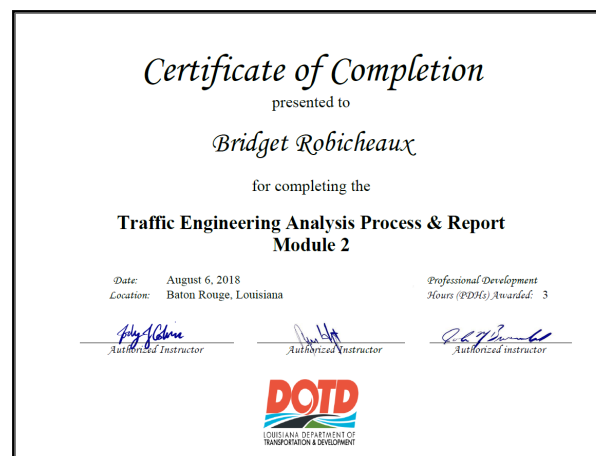 Certificate of Completion
presented to
Bridget Robicheaux
for completing the
Traffic Engineering Analysis Process & Report
Module 2
Date: August 6, 2018
Location: Baton Rouge, Louisiana
Professional Development
Hours (PDHs) Awarded: 3
Authorized Instructor
Authorized Instructor
Authorized instructor
DOTD
LOUISIANA DEPARTMENT OF
TRANSPORTATION & DEVELOPMENT